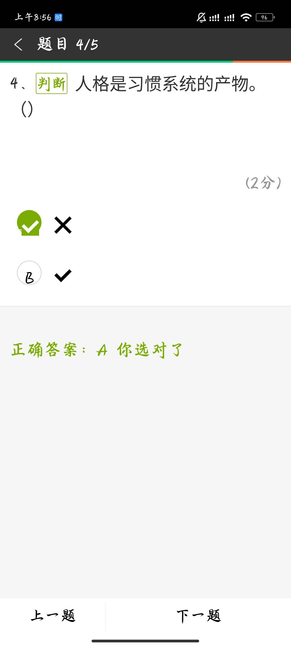 上午8:56
96
题目 4/5
4、判断 人格是习惯系统的产物。
()
(2分)
B
正确答案：A 你选对了
上一题
下一题